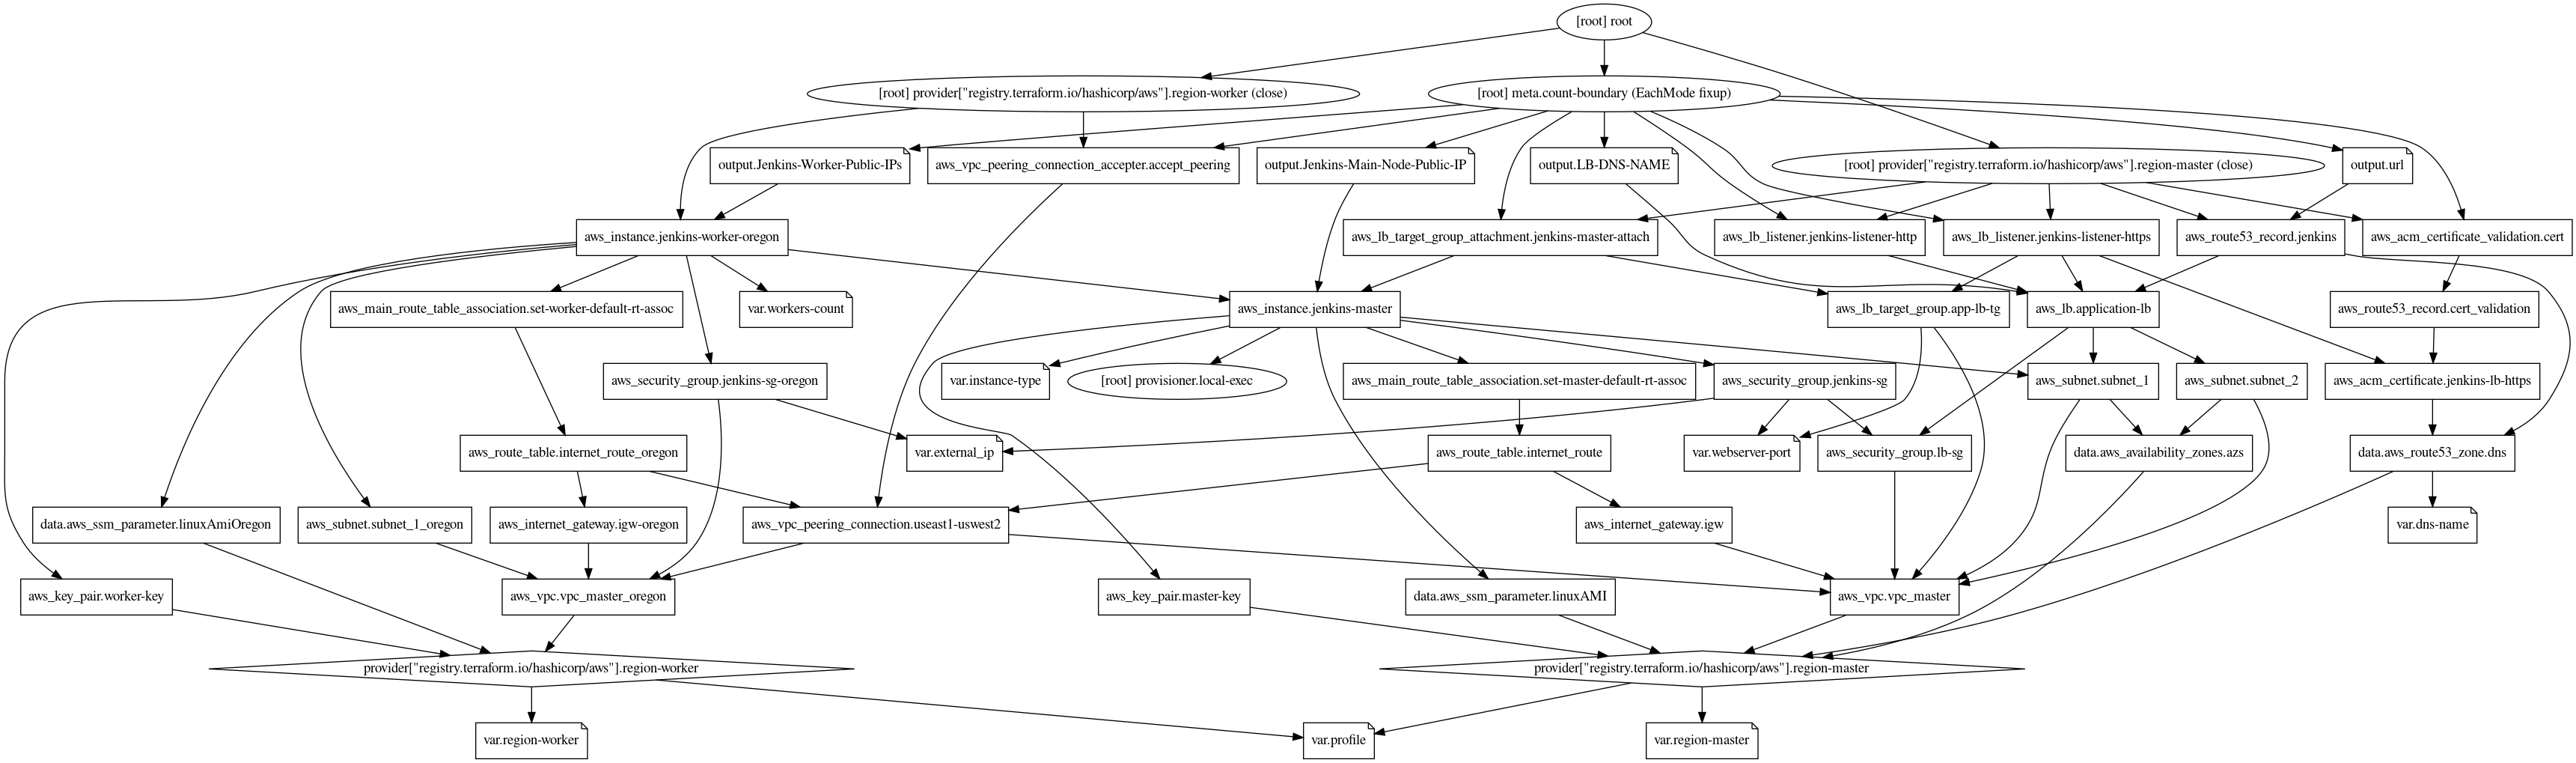 [root] root
[root] provider["registry.terraform.io/hashicorp/aws"].region-worker (close)
[root] meta.count-boundary (EachMode fixup)
output.Jenkins-Worker-Public-IPs
aws_vpc_peering_connection_accepter.accept_peering
output.Jenkins-Main-Node-Public-IP
output.LB-DNS-NAME
[root] provider["registry.terraform.io/hashicorp/aws"].region-master (close)
output.url
aws_instance.jenkins-worker-oregon
aws_lb_target_group_attachment.jenkins-master-attach
aws_lb_listener.jenkins-listener-http
aws_lb_listener.jenkins-listener-https
aws_route53_record.jenkins
aws_acm_certificate_validation.cert
aws_main_route_table_association.set-worker-default-rt-assoc
var.workers-count
aws_instance.jenkins-master
aws_lb_target_group.app-lb-tg
aws_lb.application-lb
aws_route53_record.cert_validation
aws_security_group.jenkins-sg-oregon
var.instance-type
[root] provisioner.local-exec
aws_main_route_table_association.set-master-default-rt-assoc
aws_security_group.jenkins-sg
aws_subnet.subnet_1
aws_subnet.subnet_2
aws_acm_certificate.jenkins-lb-https
aws_route_table.internet_route_oregon
var.external_ip
aws_route_table.internet_route
var.webserver-port
aws_security_group.lb-sg
data.aws_availability_zones.azs
data.aws_route53_zone.dns
data.aws_ssm_parameter.linuxAmiOregon
aws_subnet.subnet_1_oregon
aws_internet_gateway.igw-oregon
aws_vpc_peering_connection.useast1-uswest2
aws_internet_gateway.igw
var.dns-name
aws_key_pair.worker-key
aws_vpc.vpc_master_oregon
aws_key_pair.master-key
data.aws_ssm_parameter.linuxAMI
aws_vpc.vpc_master
provider["registry.terraform.io/hashicorp/aws"].region-worker
provider["registry.terraform.io/hashicorp/aws"].region-master
var.region-worker
var.profile
var.region-master